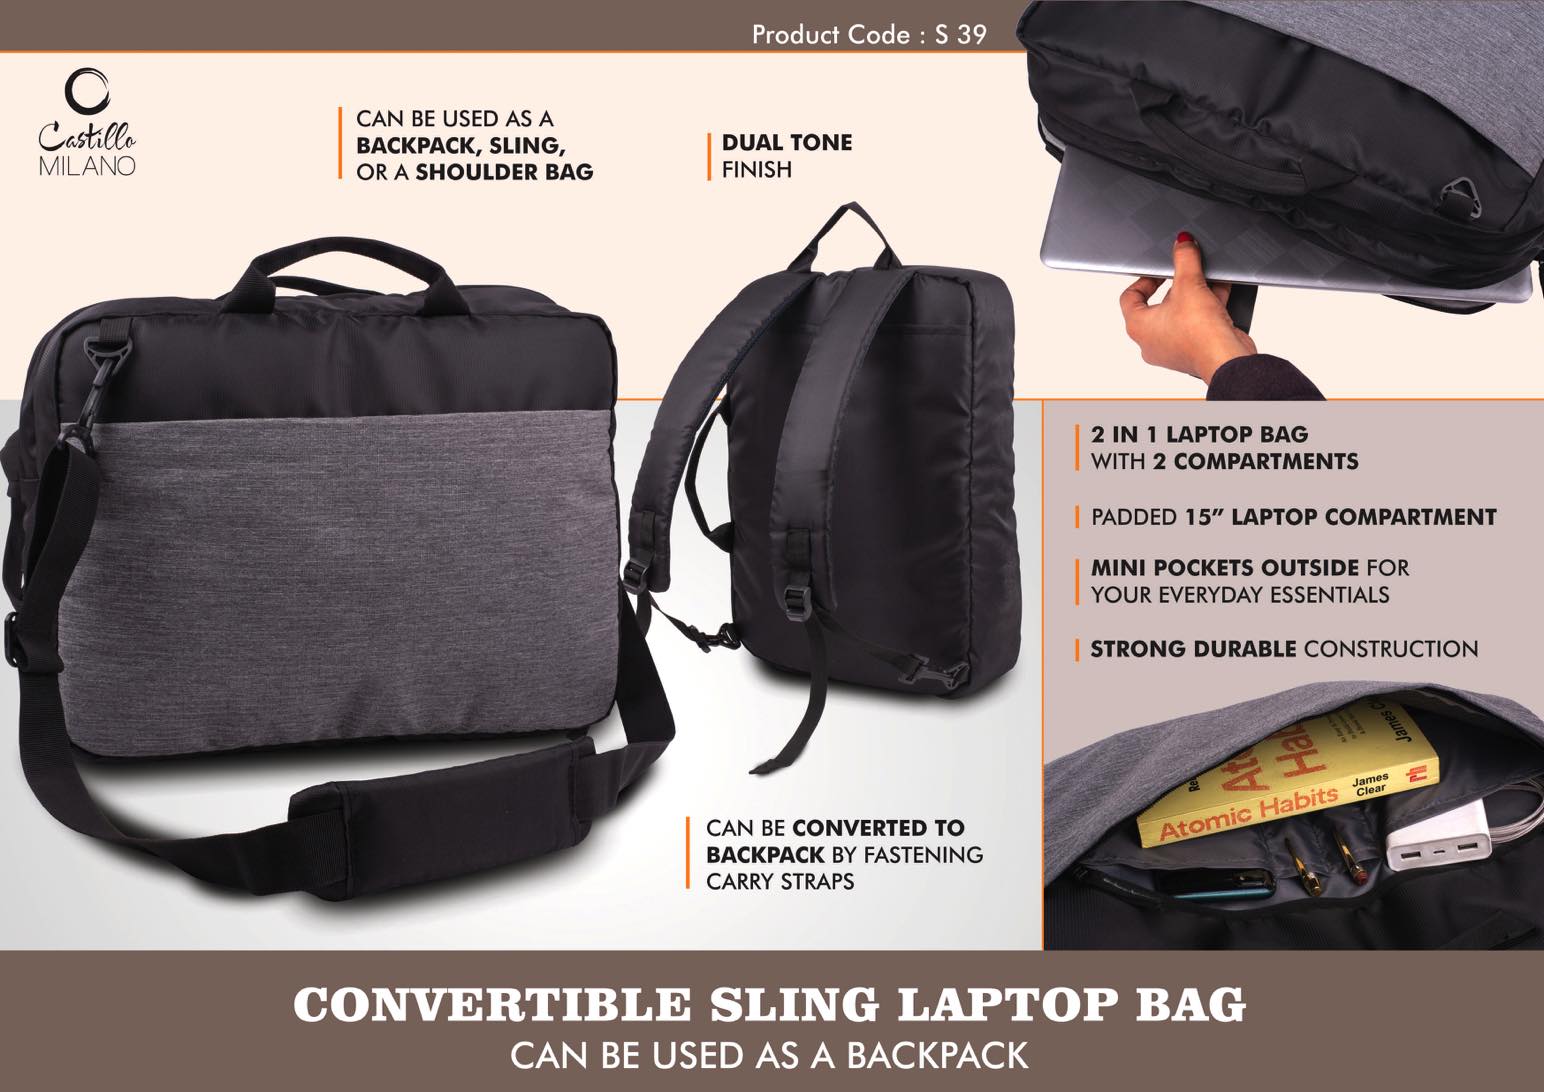 Product Code : S 39
Castillo
MILANO
CAN BE USED AS A
BACKPACK, SLING,
OR A SHOULDER BAG
DUAL TONE
FINISH
2 IN 1 LAPTOP BAG
WITH 2 COMPARTMENTS
PADDED 15” LAPTOP COMPARTMENT
MINI POCKETS OUTSIDE FOR
YOUR EVERYDAY ESSENTIALS
STRONG DURABLE CONSTRUCTION
James
Atomic Habits
James
Clear
CAN BE CONVERTED TO
BACKPACK BY FASTENING
CARRY STRAPS
CONVERTIBLE SLING LAPTOP BAG
CAN BE USED AS A BACKPACK